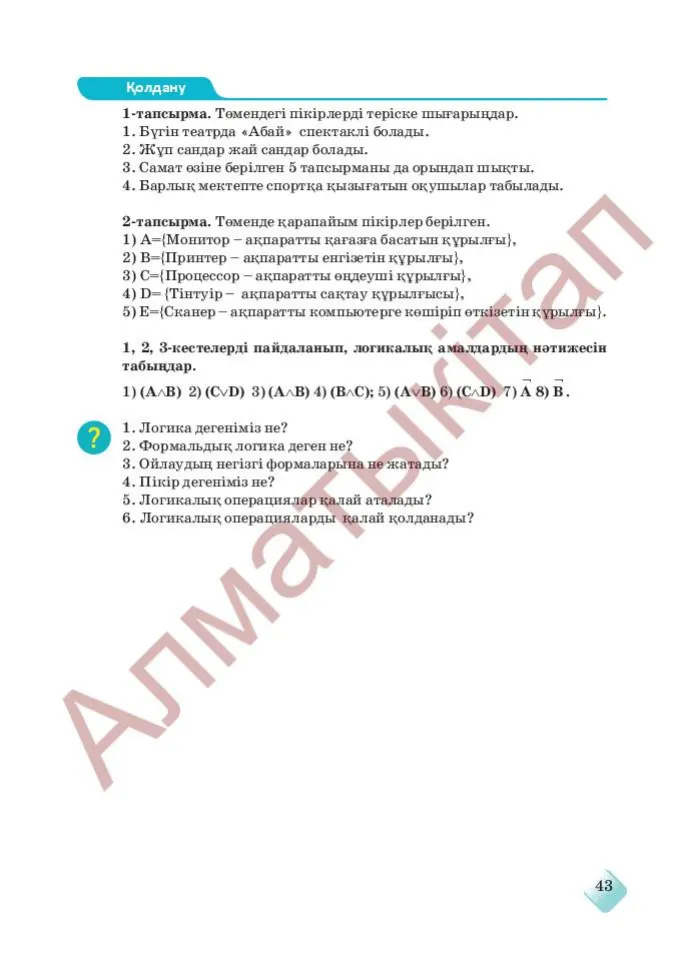 Қолдану
1-тапсырма. Төмендегі пікірлерді теріске шығарыңдар.
1. Бүгін театрда «Абай» спектаклі болады.
2. Жұп сандар жай сандар болады.
3. Самат өзіне берілген 5 тапсырманы да орындап шықты.
4. Барлық мектепте спортқа қызығатын оқушылар табылады.
2-тапсырма. Төменде қарапайым пікірлер берілген.
1) A={Монитор – ақпаратты қағазға басатын құрылғы},
2) B={Принтер – ақпаратты енгізетін құрылғы},
3) C={Процессор – ақпаратты өңдеуші құрылғы},
4) D= {Тінтуір – ақпаратты сақтау құрылғысы},
5) E={Сканер – ақпаратты компьютерге көшіріп өткізетін құрылғы}.
1, 2, 3-кестелерді пайдаланып, логикалық амалдардың нәтижесін
табыңдар.
1) (A∧B) 2) (C∨D) 3) (A∧B) 4) (B∧C); 5) (A∨B) 6) (C∧D) 7) A̅ 8) B̅ .
?
1. Логика дегеніміз не?
2. Формальдық логика деген не?
3. Ойлаудың негізгі формаларына не жатады?
4. Пікір дегеніміз не?
5. Логикалық операциялар қалай аталады?
6. Логикалық операцияларды қалай қолданады?
Алматыкітап
43